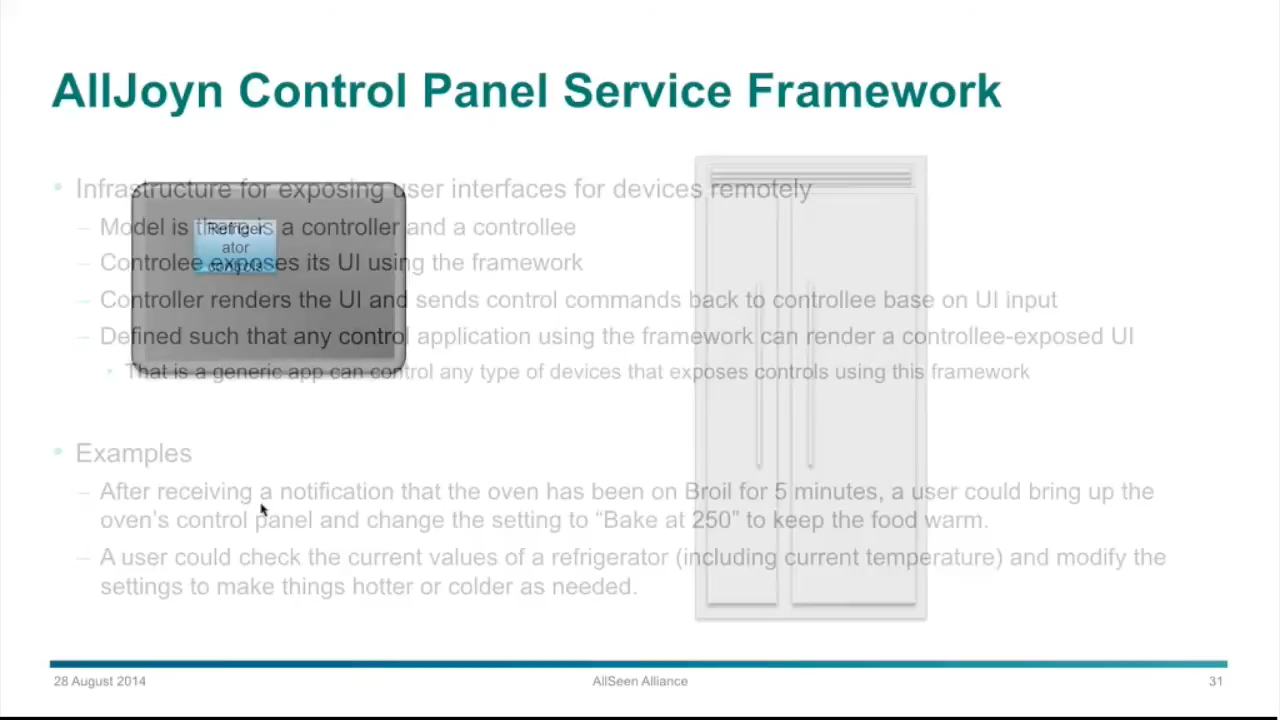 AllJoyn Control Panel Service Framework
• Infrastructure for exposing user interfaces for devices remotely
– Model is there is a controller and a controllee
– Controlee exposes its UI using the framework
– Controller renders the UI and sends control commands back to controllee base on UI input
– Defined such that any control application using the framework can render a controllee-exposed UI
• That is a generic app can control any type of devices that exposes controls using this framework
Refriger
ator
controls
• Examples
– After receiving a notification that the oven has been on Broil for 5 minutes, a user could bring up the
oven's control panel and change the setting to “Bake at 250” to keep the food warm.
– A user could check the current values of a refrigerator (including current temperature) and modify the
settings to make things hotter or colder as needed.
28 August 2014
AllSeen Alliance
31